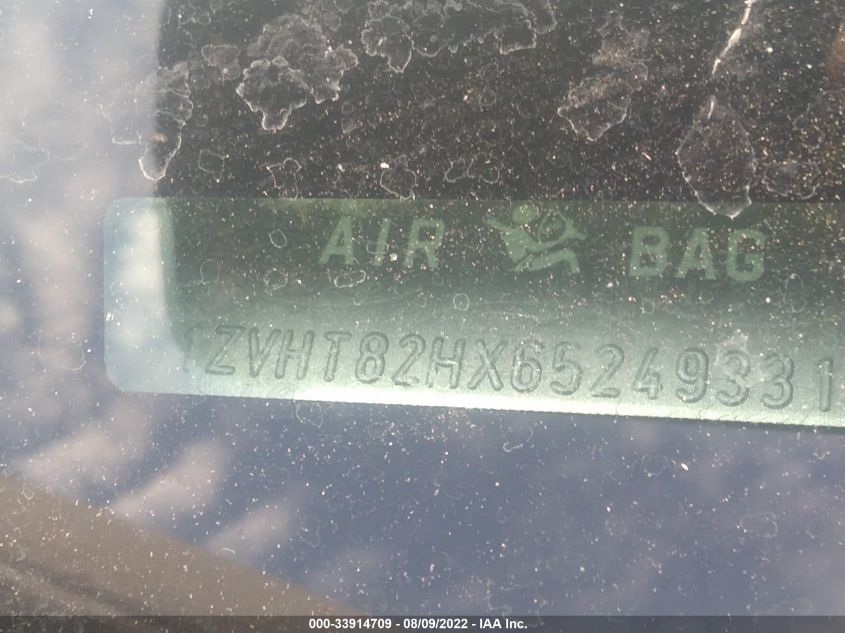 AIR BAG
1ZVHT82HX65249331
000-33914709 - 08/09/2022 - IAA Inc.